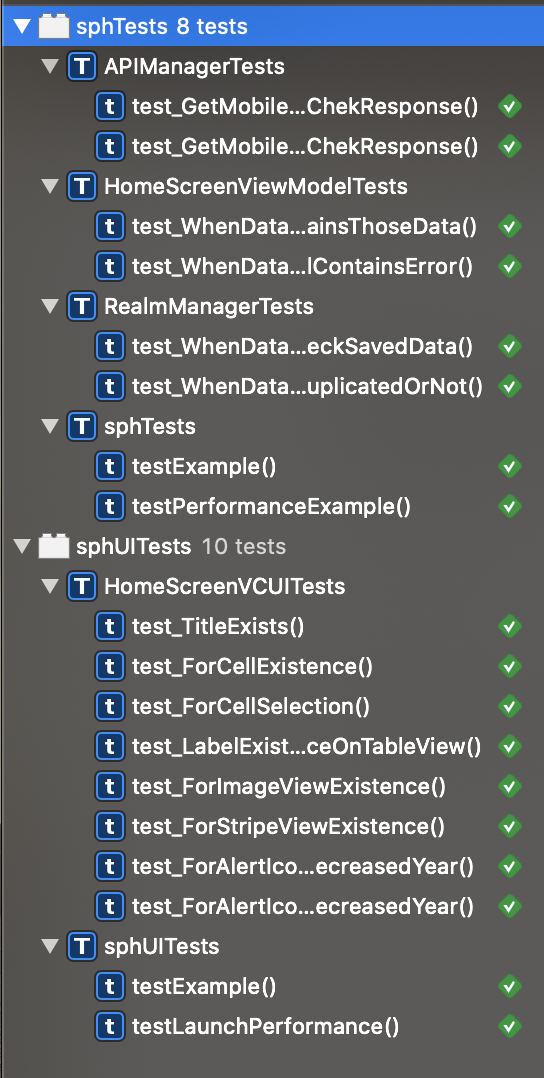 sphTests 8 tests
T APIManagerTests
t test_GetMobile...ChekResponse()
t test_GetMobile...ChekResponse()
T HomeScreenViewModelTests
t test_WhenData...ainsThoseData()
t test_WhenData...lContainsError()
T RealmManagerTests
t test_WhenData...eckSavedData()
t test_WhenData...uplicatedOrNot()
T sphTests
t testExample()
t testPerformanceExample()
sphUITests 10 tests
T HomeScreenVCUITests
t test_TitleExists()
t test_ForCellExistence()
t test_ForCellSelection()
t test_LabelExist...ceOnTableView()
t test_ForImageViewExistence()
t test_ForStripeViewExistence()
t test_ForAlertIco...ecreasedYear()
t test_ForAlertIco...ecreasedYear()
T sphUITests
t testExample()
t testLaunchPerformance()